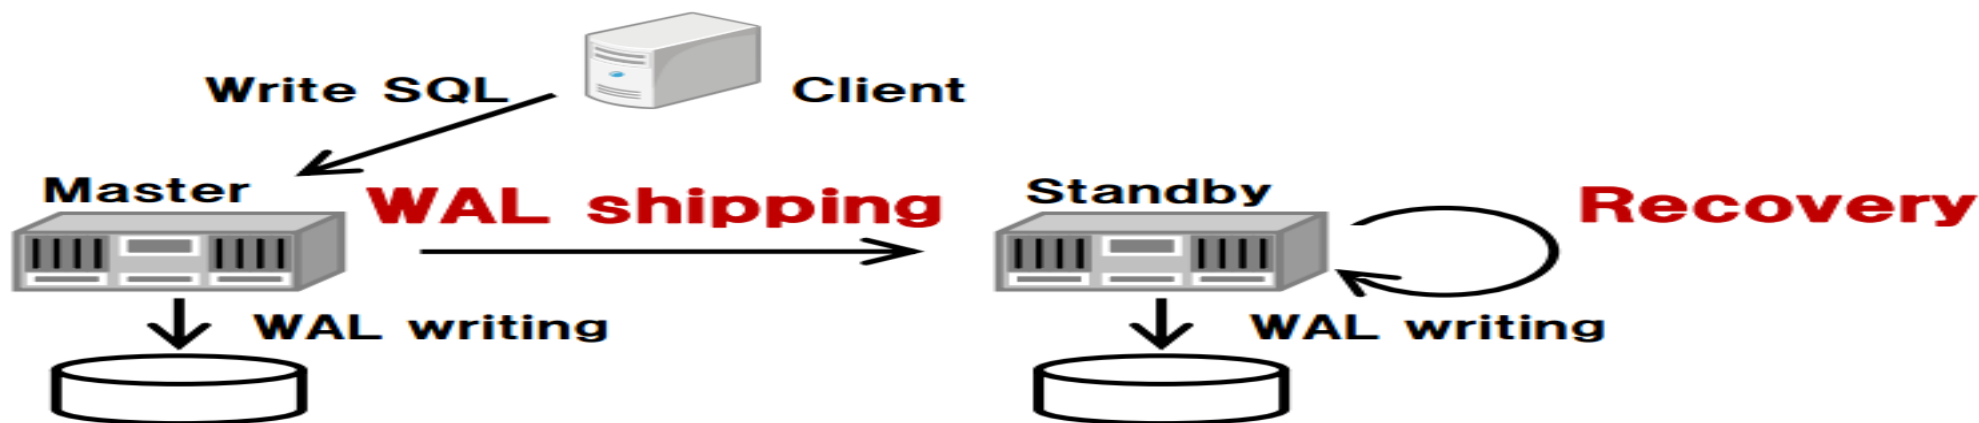 Write SQL
Client
Master
WAL shipping
Standby
Recovery
WAL writing
WAL writing